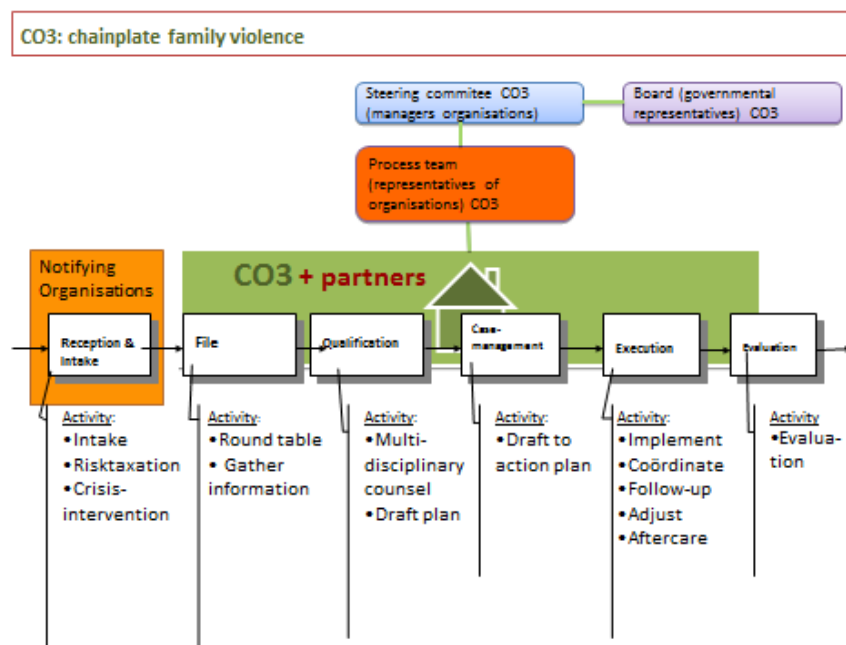 CO3: chainplate family violence
Steering commitee CO3
(managers organisations)
Board (governmental
representatives) CO3
Process team
(representatives of
organisations) CO3
Notifying
Organisations
CO3 + partners
Reception &
Intake
File
Qualification
Case-
management
Execution
Evaluation
Activity:
•Intake
•Risktaxation
•Crisis-
intervention
Activity:
•Round table
• Gather
information
Activity:
•Multi-
disciplinary
counsel
•Draft plan
Activity:
•Draft to
action plan
Activity:
•Implement
•Coördinate
•Follow-up
•Adjust
•Aftercare
Activity
•Evalua-
tion